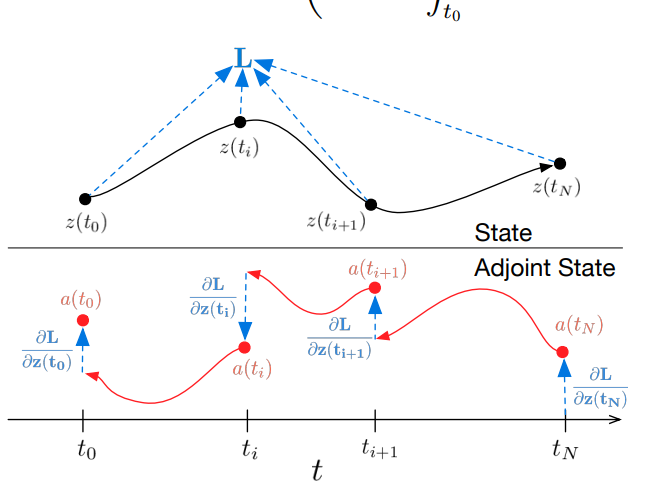 ( ∫_{t_0}
L
z(t_i)
z(t_0)
z(t_{i+1})
z(t_N)
State
Adjoint State
a(t_0)
∂L/∂z(t_0)
∂L/∂z(t_i)
a(t_i)
a(t_{i+1})
∂L/∂z(t_{i+1})
a(t_N)
∂L/∂z(t_N)
t_0 t_i t_{i+1} t_N
t